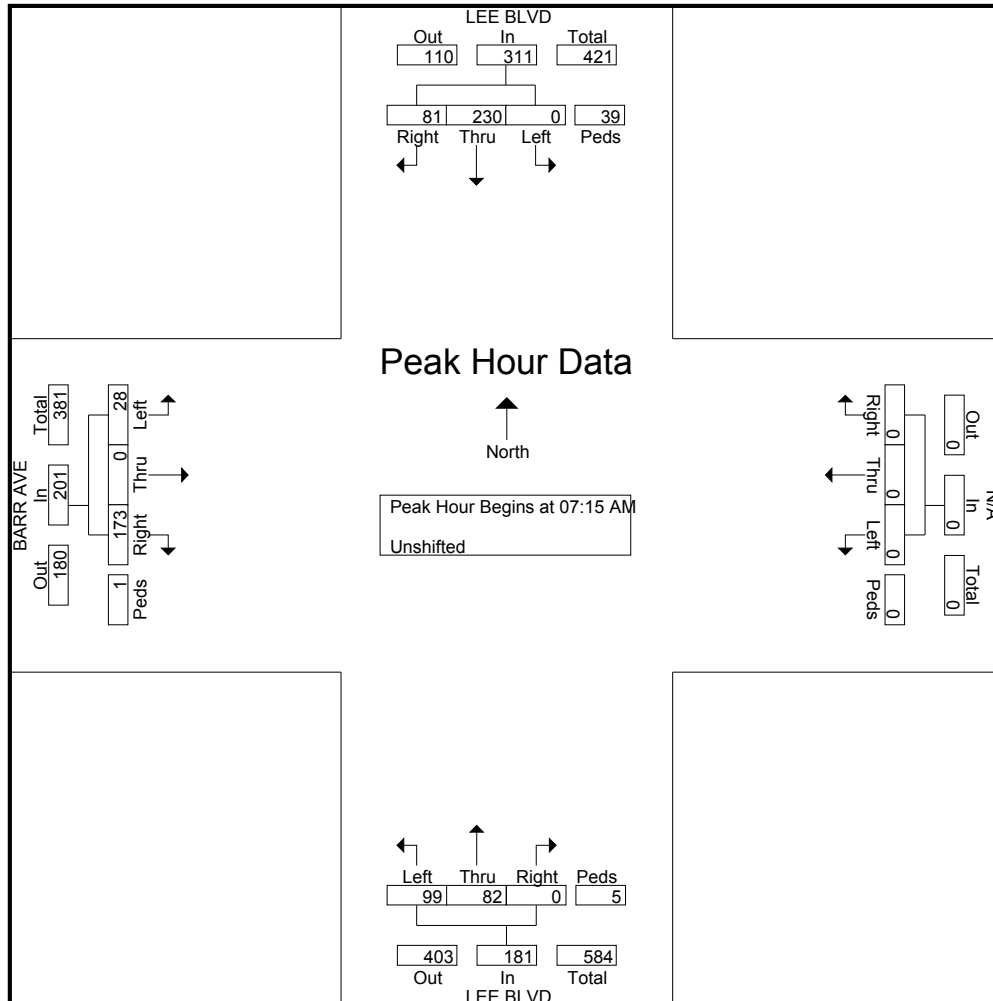 LEE BLVD
Out In Total
110 311 421
81 230 0 39
Right Thru Left Peds
Peak Hour Data
North
Peak Hour Begins at 07:15 AM
Unshifted
BARR AVE
Out In Total
180 201 381
1 173 0 28
Peds Right Thru Left
N/A
Out In Total
0 0 0
Right Thru Left Peds
0 0 0 0
Left Thru Right Peds
99 82 0 5
403 181 584
Out In Total
LEE BLVD